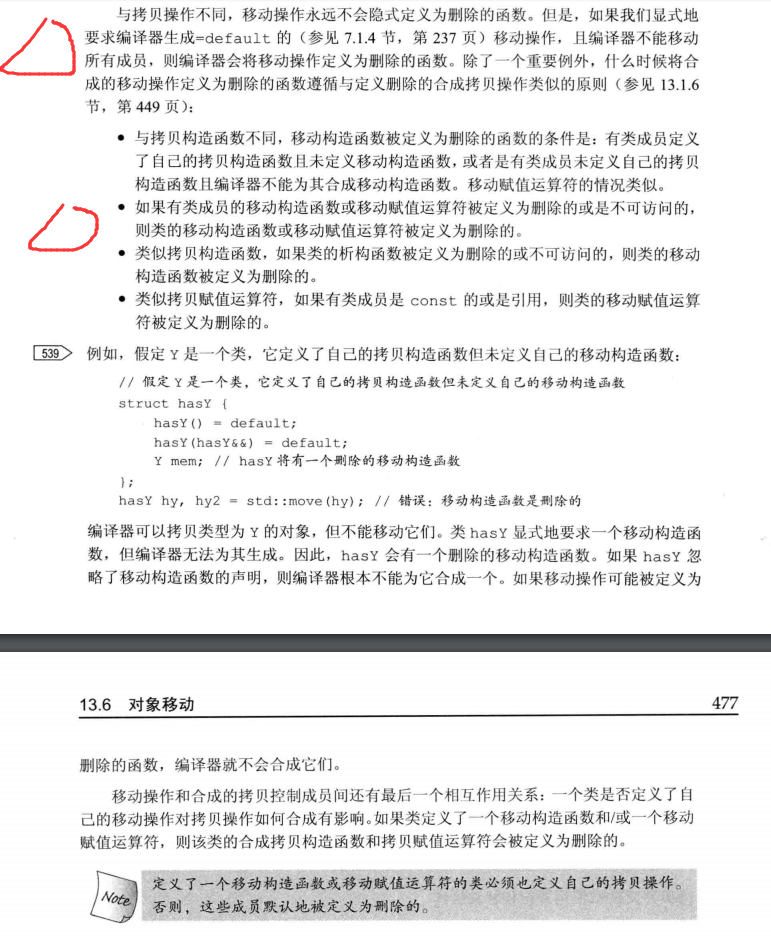 与拷贝操作不同，移动操作永远不会隐式定义为删除的函数。但是，如果我们显式地
要求编译器生成=default 的（参见 7.1.4 节，第 237 页）移动操作，且编译器不能移动
所有成员，则编译器会将移动操作定义为删除的函数。除了一个重要例外，什么时候将合
成的移动操作定义为删除的函数遵循与定义删除的合成拷贝操作类似的原则（参见 13.1.6
节，第 449 页）：
• 与拷贝构造函数不同，移动构造函数被定义为删除的函数的条件是：有类成员定义
了自己的拷贝构造函数且未定义移动构造函数，或者是有类成员未定义自己的拷贝
构造函数且编译器不能为其合成移动构造函数。移动赋值运算符的情况类似。
• 如果有类成员的移动构造函数或移动赋值运算符被定义为删除的或是不可访问的，
则类的移动构造函数或移动赋值运算符被定义为删除的。
• 类似拷贝构造函数，如果类的析构函数被定义为删除的或不可访问的，则类的移动
构造函数被定义为删除的。
• 类似拷贝赋值运算符，如果有类成员是 const 的或是引用，则类的移动赋值运算
符被定义为删除的。
539 例如，假定 Y 是一个类，它定义了自己的拷贝构造函数但未定义自己的移动构造函数：
// 假定 Y 是一个类，它定义了自己的拷贝构造函数但未定义自己的移动构造函数
struct hasY {
hasY() = default;
hasY(hasY&&) = default;
Y mem; // hasY 将有一个删除的移动构造函数
};
hasY hy, hy2 = std::move(hy); // 错误：移动构造函数是删除的
编译器可以拷贝类型为 Y 的对象，但不能移动它们。类 hasY 显式地要求一个移动构造函
数，但编译器无法为其生成。因此，hasY 会有一个删除的移动构造函数。如果 hasY 忽
略了移动构造函数的声明，则编译器根本不能为它合成一个。如果移动操作可能被定义为
13.6 对象移动 477
删除的函数，编译器就不会合成它们。
移动操作和合成的拷贝控制成员间还有最后一个相互作用关系：一个类是否定义了自
己的移动操作对拷贝操作如何合成有影响。如果类定义了一个移动构造函数和/或一个移动
赋值运算符，则该类的合成拷贝构造函数和拷贝赋值运算符会被定义为删除的。
Note 定义了一个移动构造函数或移动赋值运算符的类必须也定义自己的拷贝操作。
否则，这些成员默认地被定义为删除的。